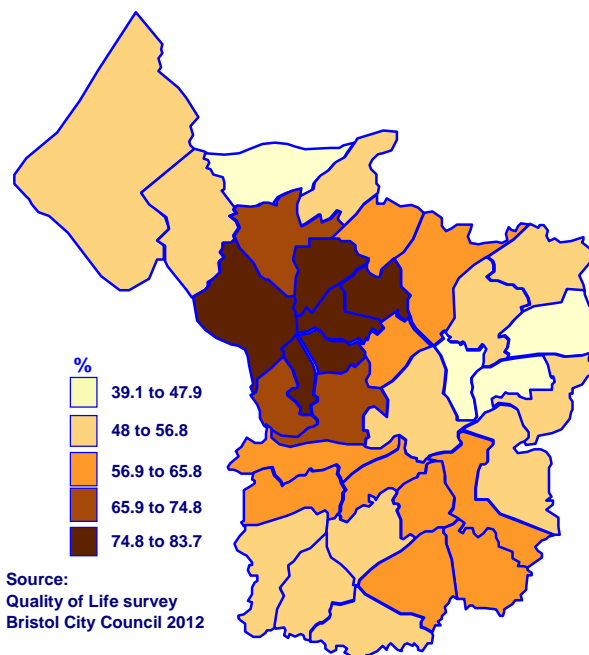 %
39.1 to 47.9
48 to 56.8
56.9 to 65.8
65.9 to 74.8
74.8 to 83.7
Source:
Quality of Life survey
Bristol City Council 2012